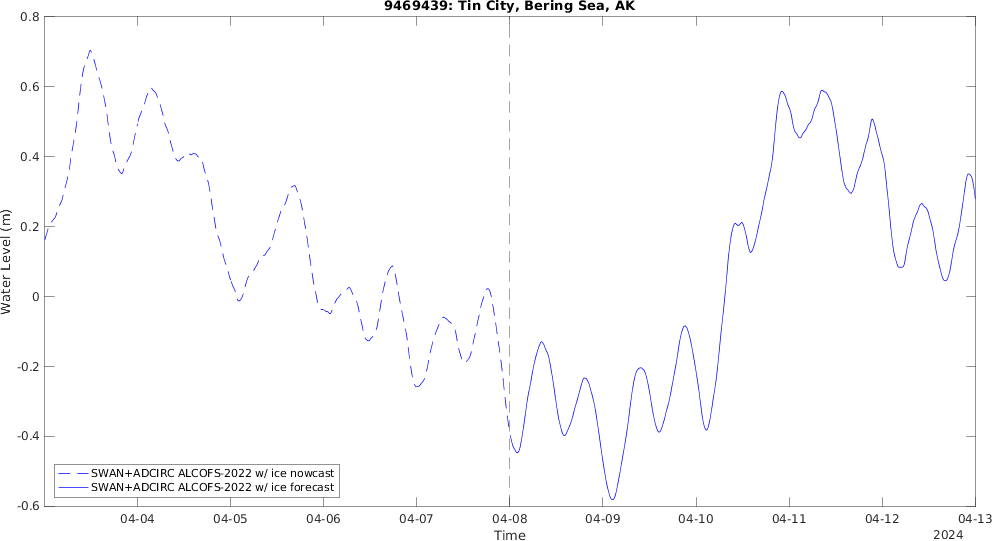 9469439: Tin City, Bering Sea, AK
Water Level (m)
0.8
0.6
0.4
0.2
0
-0.2
-0.4
-0.6
SWAN+ADCIRC ALCOFS-2022 w/ ice nowcast
SWAN+ADCIRC ALCOFS-2022 w/ ice forecast
04-04 04-05 04-06 04-07 04-08 04-09 04-10 04-11 04-12 04-13
Time
2024